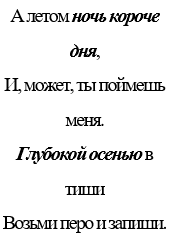 А летом ночь короче
дня,
И, может, ты поймешь
меня.
Глубокой осенью в
тиши
Возьми перо и запиши.